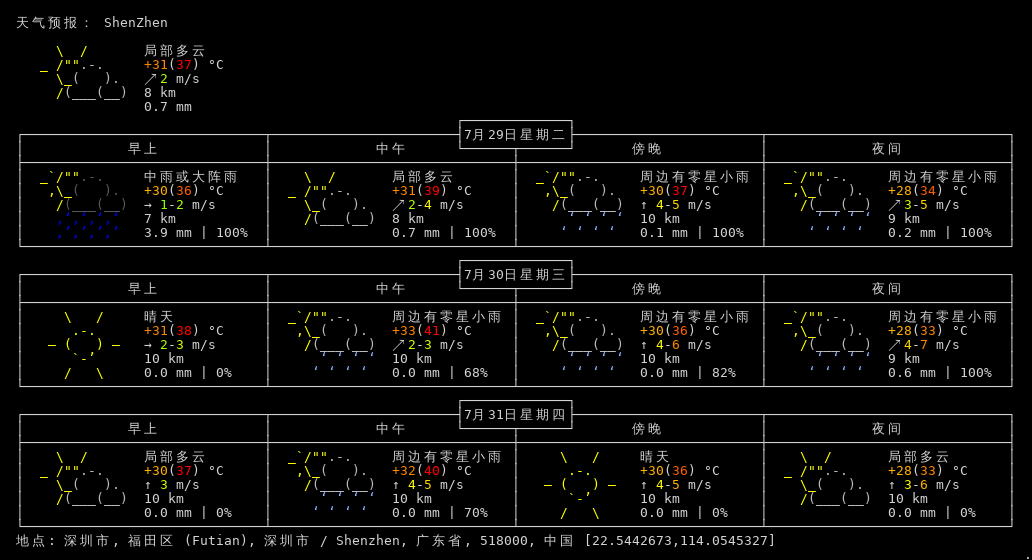 天气预报： ShenZhen
局部多云
+31(37) °C
↗2 m/s
8 km
0.7 mm
7月29日星期二
早上 中午 傍晚 夜间
中雨或大阵雨 局部多云 周边有零星小雨 周边有零星小雨
+30(36) °C +31(39) °C +30(37) °C +28(34) °C
→ 1-2 m/s ↗2-4 m/s ↑ 4-5 m/s ↗3-5 m/s
7 km 8 km 10 km 9 km
3.9 mm | 100% 0.7 mm | 100% 0.1 mm | 100% 0.2 mm | 100%
7月30日星期三
早上 中午 傍晚 夜间
晴天 周边有零星小雨 周边有零星小雨 周边有零星小雨
+31(38) °C +33(41) °C +30(36) °C +28(33) °C
→ 2-3 m/s ↗2-3 m/s ↑ 4-6 m/s ↗4-7 m/s
10 km 10 km 10 km 9 km
0.0 mm | 0% 0.0 mm | 68% 0.0 mm | 82% 0.6 mm | 100%
7月31日星期四
早上 中午 傍晚 夜间
局部多云 周边有零星小雨 晴天 局部多云
+30(37) °C +32(40) °C +30(36) °C +28(33) °C
↑ 3 m/s ↑ 4-5 m/s ↑ 4-5 m/s ↑ 3-6 m/s
10 km 10 km 10 km 10 km
0.0 mm | 0% 0.0 mm | 70% 0.0 mm | 0% 0.0 mm | 0%
地点: 深圳市, 福田区 (Futian), 深圳市 / Shenzhen, 广东省, 518000, 中国 [22.5442673,114.0545327]